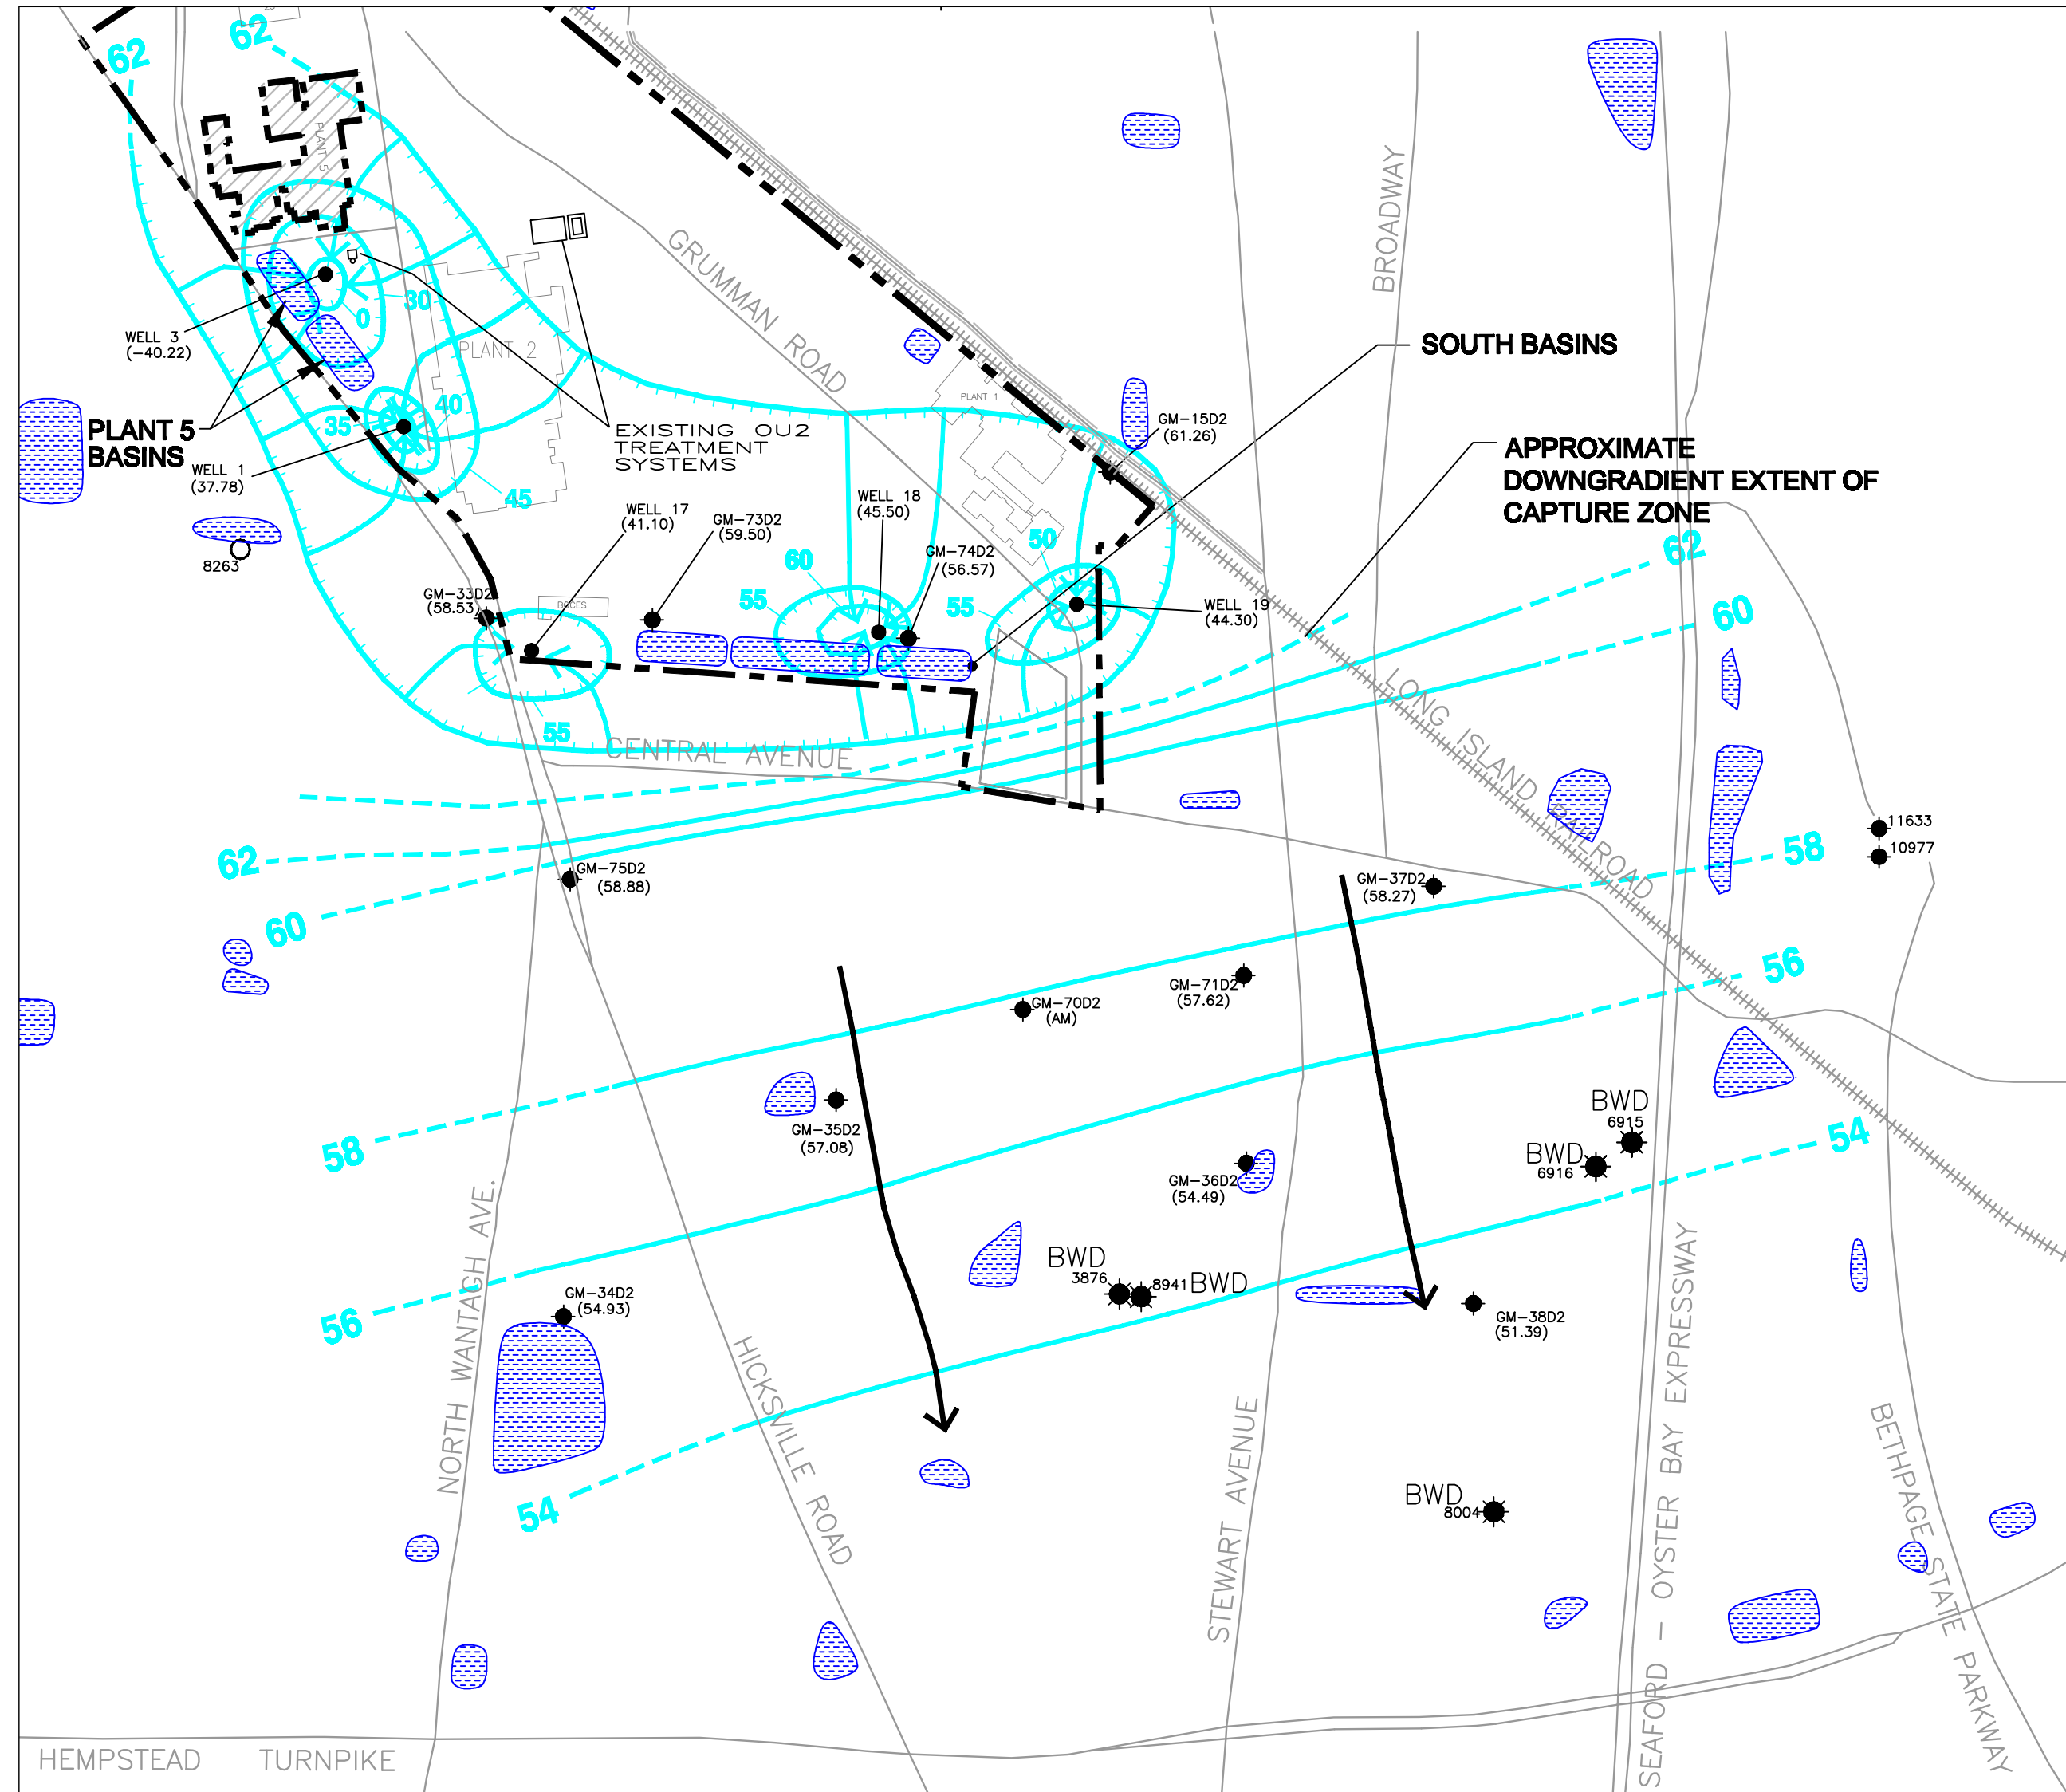 62
62
PLANT 5
GRUMMAN ROAD
BROADWAY
30
0
WELL 3
(-40.22)
PLANT 2
SOUTH BASINS
PLANT 1
40
35
PLANT 5
BASINS
EXISTING OU2
TREATMENT
SYSTEMS
GM-15D2
(61.26)
APPROXIMATE
DOWNGRADIENT EXTENT OF
CAPTURE ZONE
WELL 1
(37.78)
45
WELL 17
(41.10)
GM-73D2
(59.50)
WELL 18
(45.50)
GM-74D2
(56.57)
50
60
62
8263
GM-33D2
(58.53)
BOCES
55
55
WELL 19
(44.30)
60
55
CENTRAL AVENUE
LONG ISLAND RAILROAD
62
60
GM-75D2
(58.88)
GM-37D2
(58.27)
58
11633
10977
56
GM-71D2
(57.62)
GM-70D2
(AM)
GM-35D2
(57.08)
58
BWD
6915
BWD
6916
54
GM-36D2
(54.49)
BWD
3876
8941 BWD
56
GM-34D2
(54.93)
GM-38D2
(51.39)
54
BWD
8004
NORTH WANTAGH AVE.
HICKSVILLE ROAD
STEWART AVENUE
SEAFORD - OYSTER BAY EXPRESSWAY
BETHPAGE STATE PARKWAY
HEMPSTEAD TURNPIKE